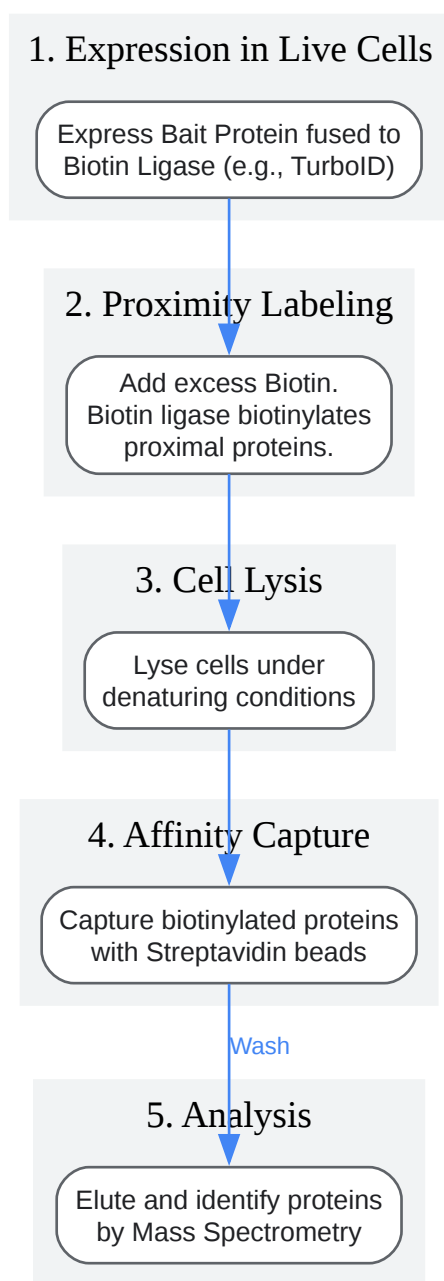 1. Expression in Live Cells
Express Bait Protein fused to
Biotin Ligase (e.g., TurboID)
2. Proximity Labeling
Add excess Biotin.
Biotin ligase biotinylates
proximal proteins.
3. Cell Lysis
Lyse cells under
denaturing conditions
4. Affinity Capture
Capture biotinylated proteins
with Streptavidin beads
Wash
5. Analysis
Elute and identify proteins
by Mass Spectrometry